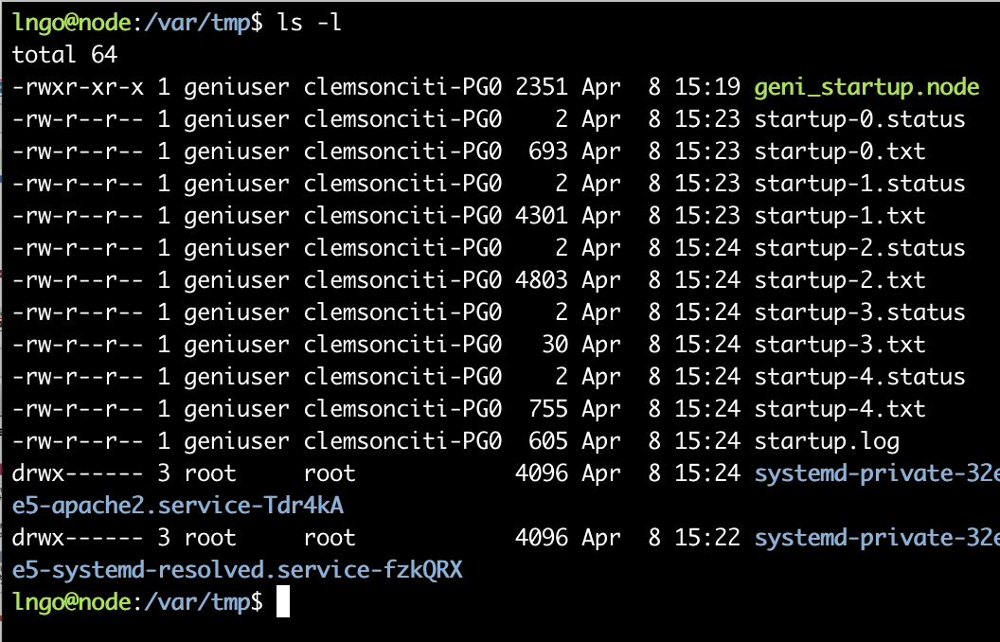 lngo@node:/var/tmp$ ls -l
total 64
-rwxr-xr-x 1 geniuser clemsonciti-PG0 2351 Apr  8 15:19 geni_startup.node
-rw-r--r-- 1 geniuser clemsonciti-PG0    2 Apr  8 15:23 startup-0.status
-rw-r--r-- 1 geniuser clemsonciti-PG0  693 Apr  8 15:23 startup-0.txt
-rw-r--r-- 1 geniuser clemsonciti-PG0    2 Apr  8 15:23 startup-1.status
-rw-r--r-- 1 geniuser clemsonciti-PG0 4301 Apr  8 15:23 startup-1.txt
-rw-r--r-- 1 geniuser clemsonciti-PG0    2 Apr  8 15:24 startup-2.status
-rw-r--r-- 1 geniuser clemsonciti-PG0 4803 Apr  8 15:24 startup-2.txt
-rw-r--r-- 1 geniuser clemsonciti-PG0    2 Apr  8 15:24 startup-3.status
-rw-r--r-- 1 geniuser clemsonciti-PG0   30 Apr  8 15:24 startup-3.txt
-rw-r--r-- 1 geniuser clemsonciti-PG0    2 Apr  8 15:24 startup-4.status
-rw-r--r-- 1 geniuser clemsonciti-PG0  755 Apr  8 15:24 startup-4.txt
-rw-r--r-- 1 geniuser clemsonciti-PG0  605 Apr  8 15:24 startup.log
drwx------ 3 root     root            4096 Apr  8 15:24 systemd-private-32e
e5-apache2.service-Tdr4kA
drwx------ 3 root     root            4096 Apr  8 15:22 systemd-private-32e
e5-systemd-resolved.service-fzkQRX
lngo@node:/var/tmp$